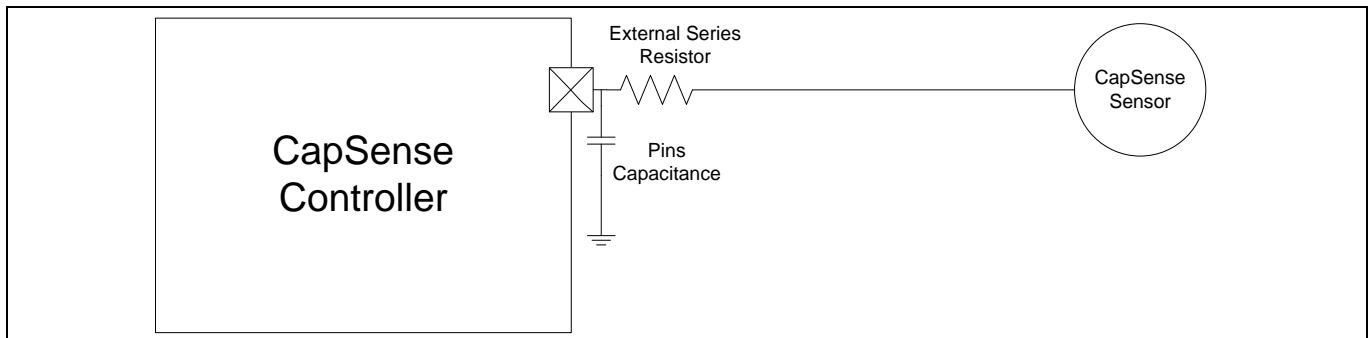 External Series
Resistor
CapSense
Sensor
CapSense
Controller
Pins
Capacitance